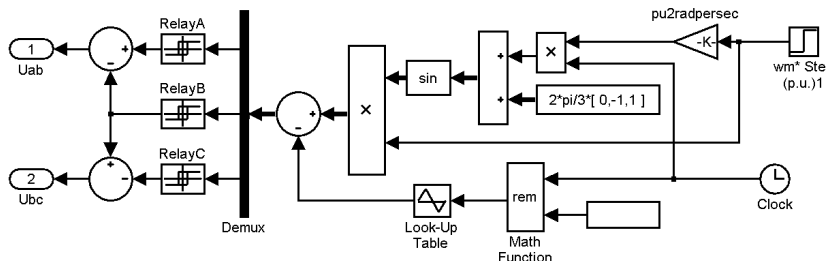 pu2radpersec
RelayA
1
Uab
+
-
-K-
×
sin
+
+
wm* Ste
(p.u.)1
RelayB
2*pi/3*[ 0,-1,1 ]
×
+
-
RelayC
2
Ubc
+
-
rem
Clock
Demux
Look-Up
Table
Math
Function